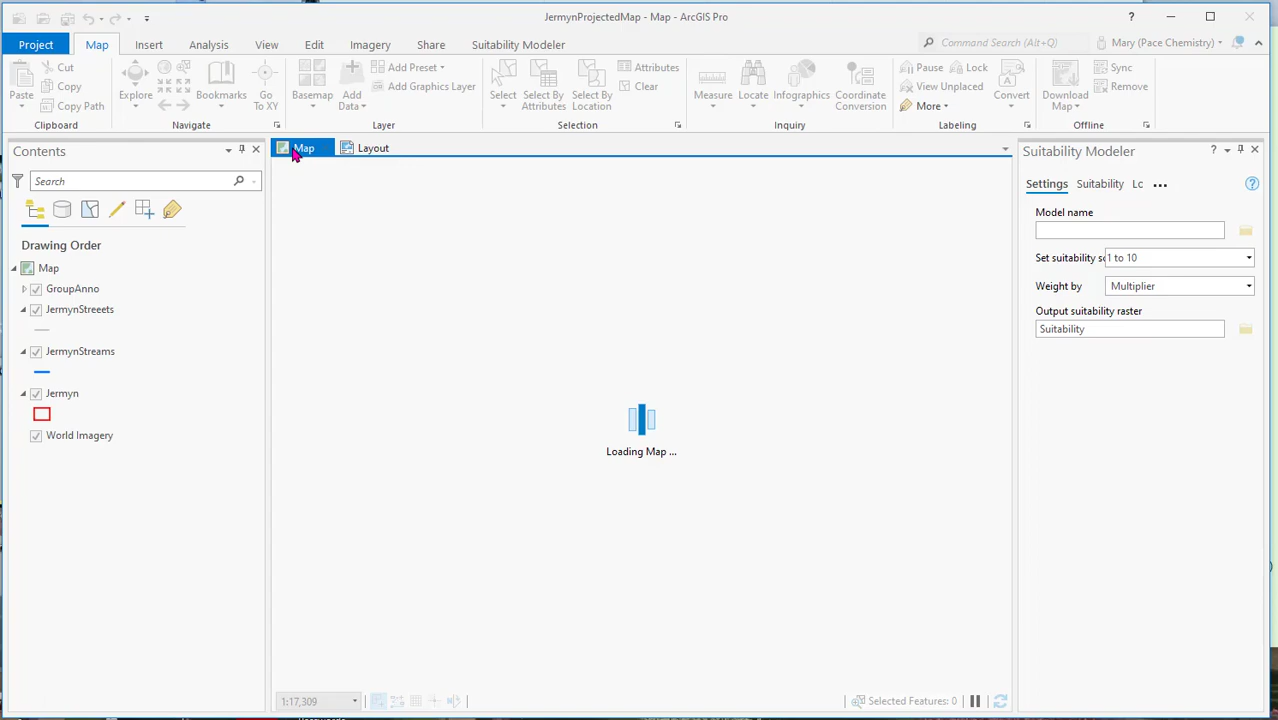 JermynProjectedMap - Map - ArcGIS Pro
?
Project Map Insert Analysis View Edit Imagery Share Suitability Modeler
Command Search (Alt+Q)
Mary (Pace Chemistry)
Paste
Cut
Copy
Copy Path
Clipboard
Explore
Bookmarks
Go To XY
Navigate
Basemap
Add Data
Add Preset
Add Graphics Layer
Layer
Select
Select By Attributes
Select By Location
Attributes
Clear
Selection
Measure
Locate
Infographics
Coordinate Conversion
Inquiry
Pause
Lock
View Unplaced
More
Convert
Labeling
Download Map
Sync
Remove
Offline
Contents
Search
Drawing Order
Map
GroupAnno
JermynStreeets
JermynStreams
Jermyn
World Imagery
Map
Layout
Loading Map ...
1:17,309
Selected Features: 0
Suitability Modeler
?
Settings Suitability Lc ...
?
Model name
Set suitability sc 1 to 10
Weight by Multiplier
Output suitability raster
Suitability